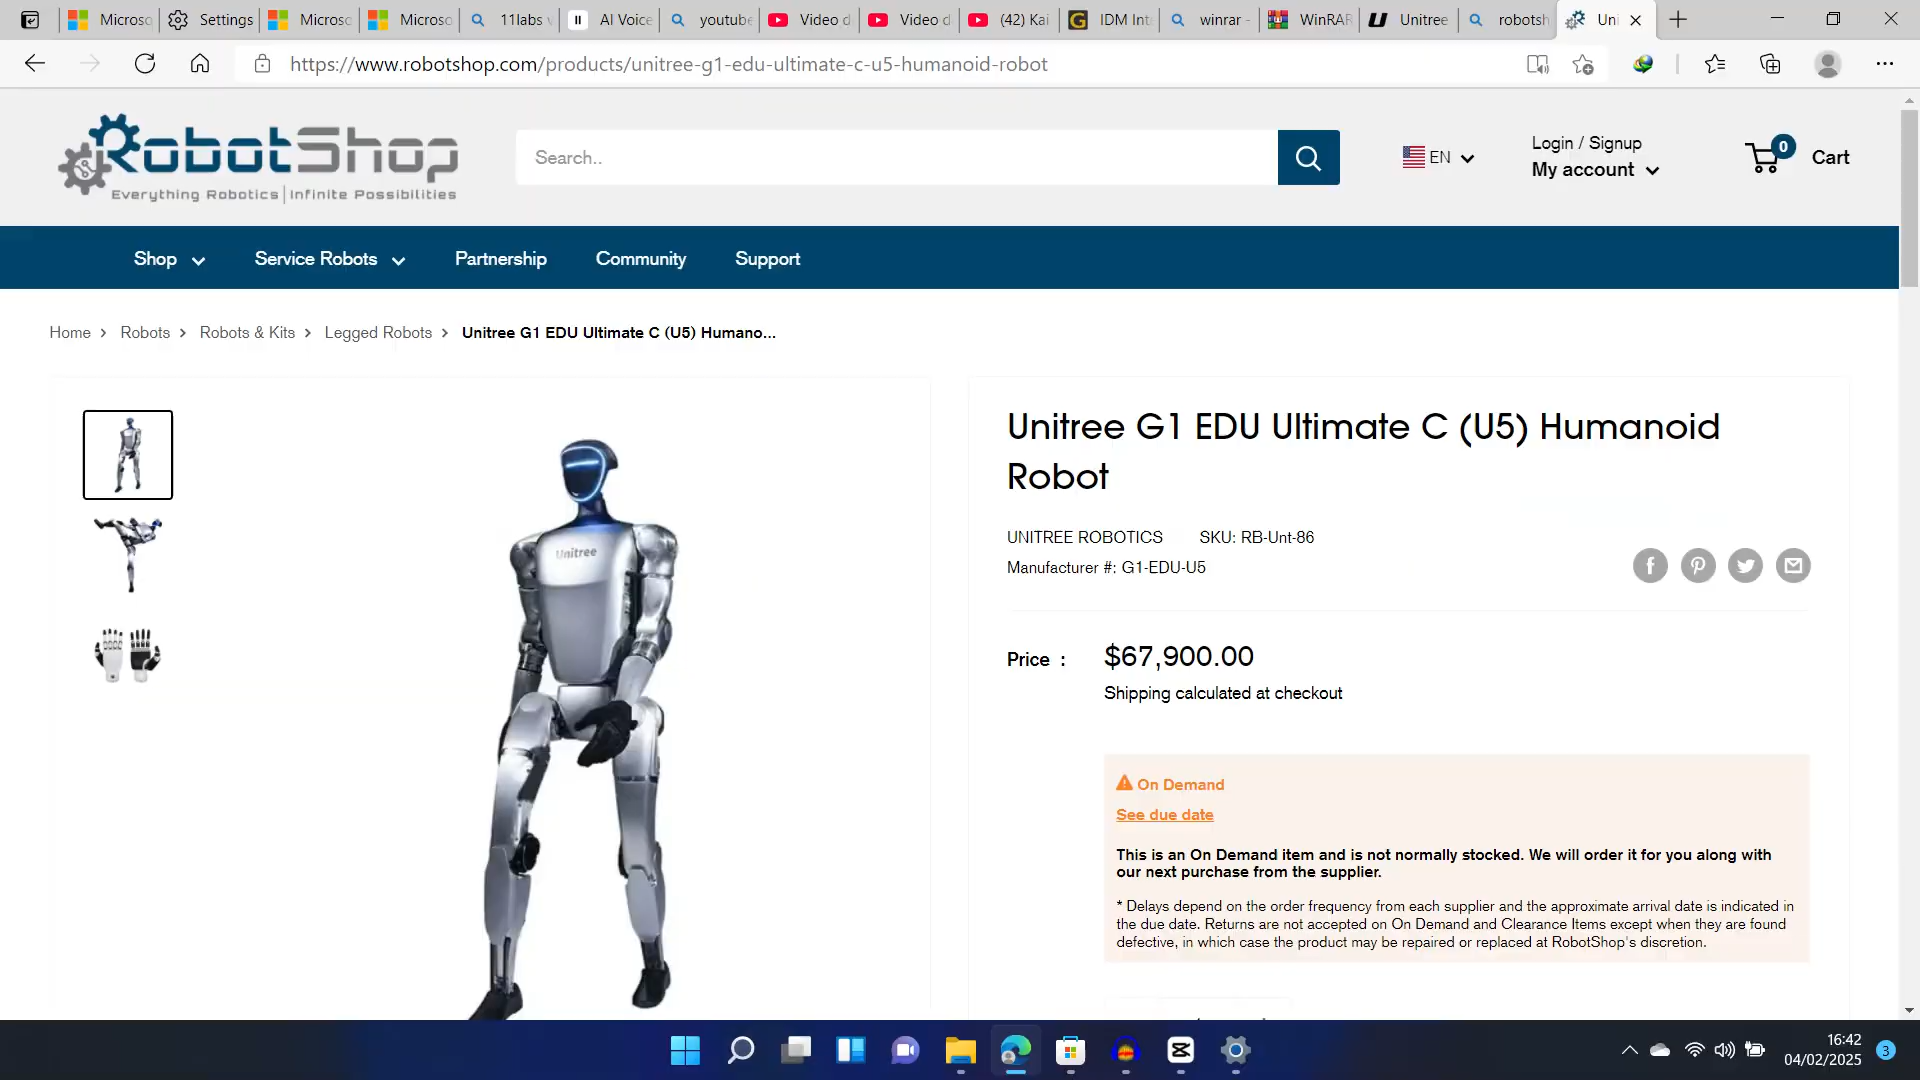 Microso
Settings
Microso
Microso
11labs v
AI Voice
youtube
Video d
Video d
(42) Kai
IDM Inte
winrar -
WinRAR
Unitree
robotsh
Uni
https://www.robotshop.com/products/unitree-g1-edu-ultimate-c-u5-humanoid-robot
RobotShop
Everything Robotics | Infinite Possibilities
Search..
EN
Login / Signup
My account
0
Cart
Shop
Service Robots
Partnership
Community
Support
Home > Robots > Robots & Kits > Legged Robots > Unitree G1 EDU Ultimate C (U5) Humano...
Unitree
Unitree G1 EDU Ultimate C (U5) Humanoid
Robot
UNITREE ROBOTICS SKU: RB-Unt-86
Manufacturer #: G1-EDU-U5
Price : $67,900.00
Shipping calculated at checkout
On Demand
See due date
This is an On Demand item and is not normally stocked. We will order it for you along with
our next purchase from the supplier.
* Delays depend on the order frequency from each supplier and the approximate arrival date is indicated in
the due date. Returns are not accepted on On Demand and Clearance Items except when they are found
defective, in which case the product may be repaired or replaced at RobotShop's discretion.
16:42
04/02/2025
3